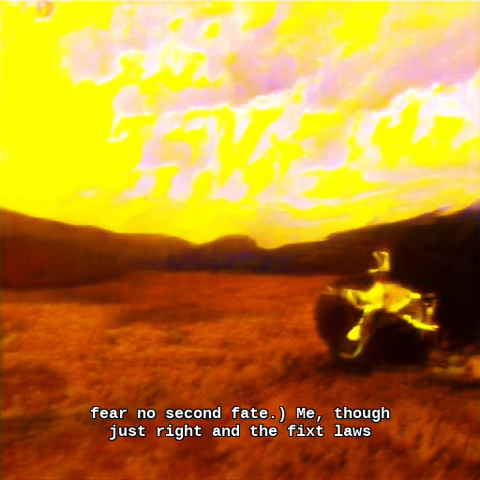 fear no second fate.) Me, though
just right and the fixt laws